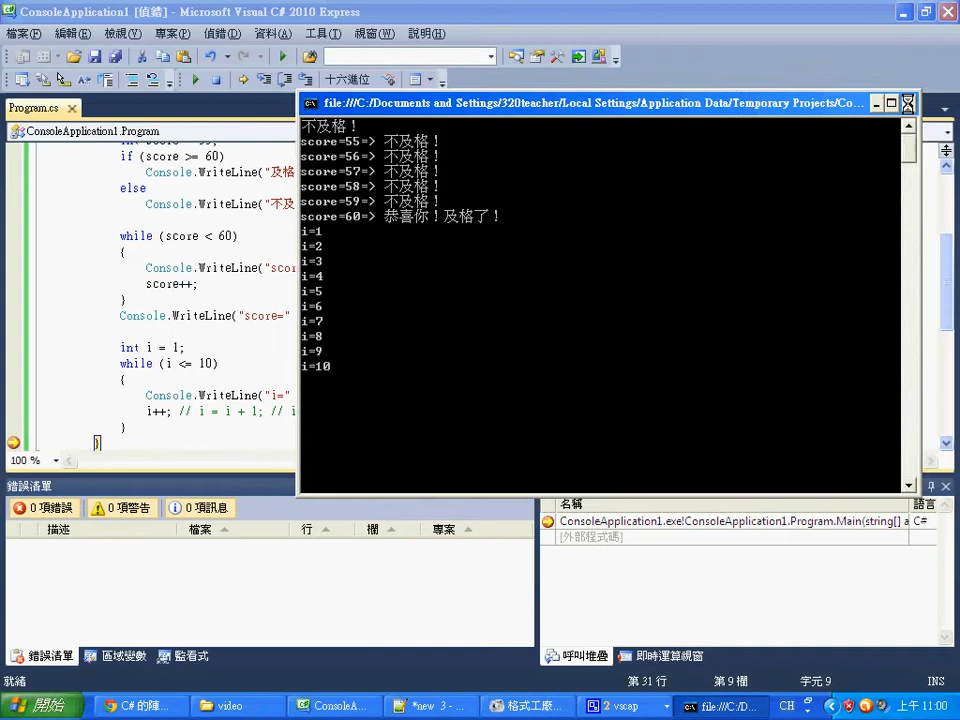 ConsoleApplication1 [偵錯] - Microsoft Visual C# 2010 Express
檔案(F) 編輯(E) 檢視(V) 專案(P) 偵錯(D) 資料(A) 工具(T) 視窗(W) 說明(H)
十六進位
Program.cs
file:///C:/Documents and Settings/320teacher/Local Settings/Application Data/Temporary Projects/Co...
ConsoleApplication1.Program
if (score >= 60)
Console.WriteLine("及格
else
Console.WriteLine("不及
while (score < 60)
{
Console.WriteLine("scor
score++;
}
Console.WriteLine("score="
int i = 1;
while (i <= 10)
{
Console.WriteLine("i="
i++; // i = i + 1; // i
}
}
100 %
不及格！
score=55=> 不及格！
score=56=> 不及格！
score=57=> 不及格！
score=58=> 不及格！
score=59=> 不及格！
score=60=> 恭喜你！及格了！
i=1
i=2
i=3
i=4
i=5
i=6
i=7
i=8
i=9
i=10
錯誤清單
0 項錯誤 0 項警告 0 項訊息
描述 檔案 行 欄 專案
名稱 語言
ConsoleApplication1.exe!ConsoleApplication1.Program.Main(string[] a C#
[外部程式碼]
錯誤清單 區域變數 監看式
呼叫堆疊 即時運算視窗
就緒 第 31 行 第 9 欄 字元 9 INS
開始 C# 的陣... video ConsoleA... *new 3 - ... 格式工廠... 2 vscap file:///C:/D... CH 上午 11:00